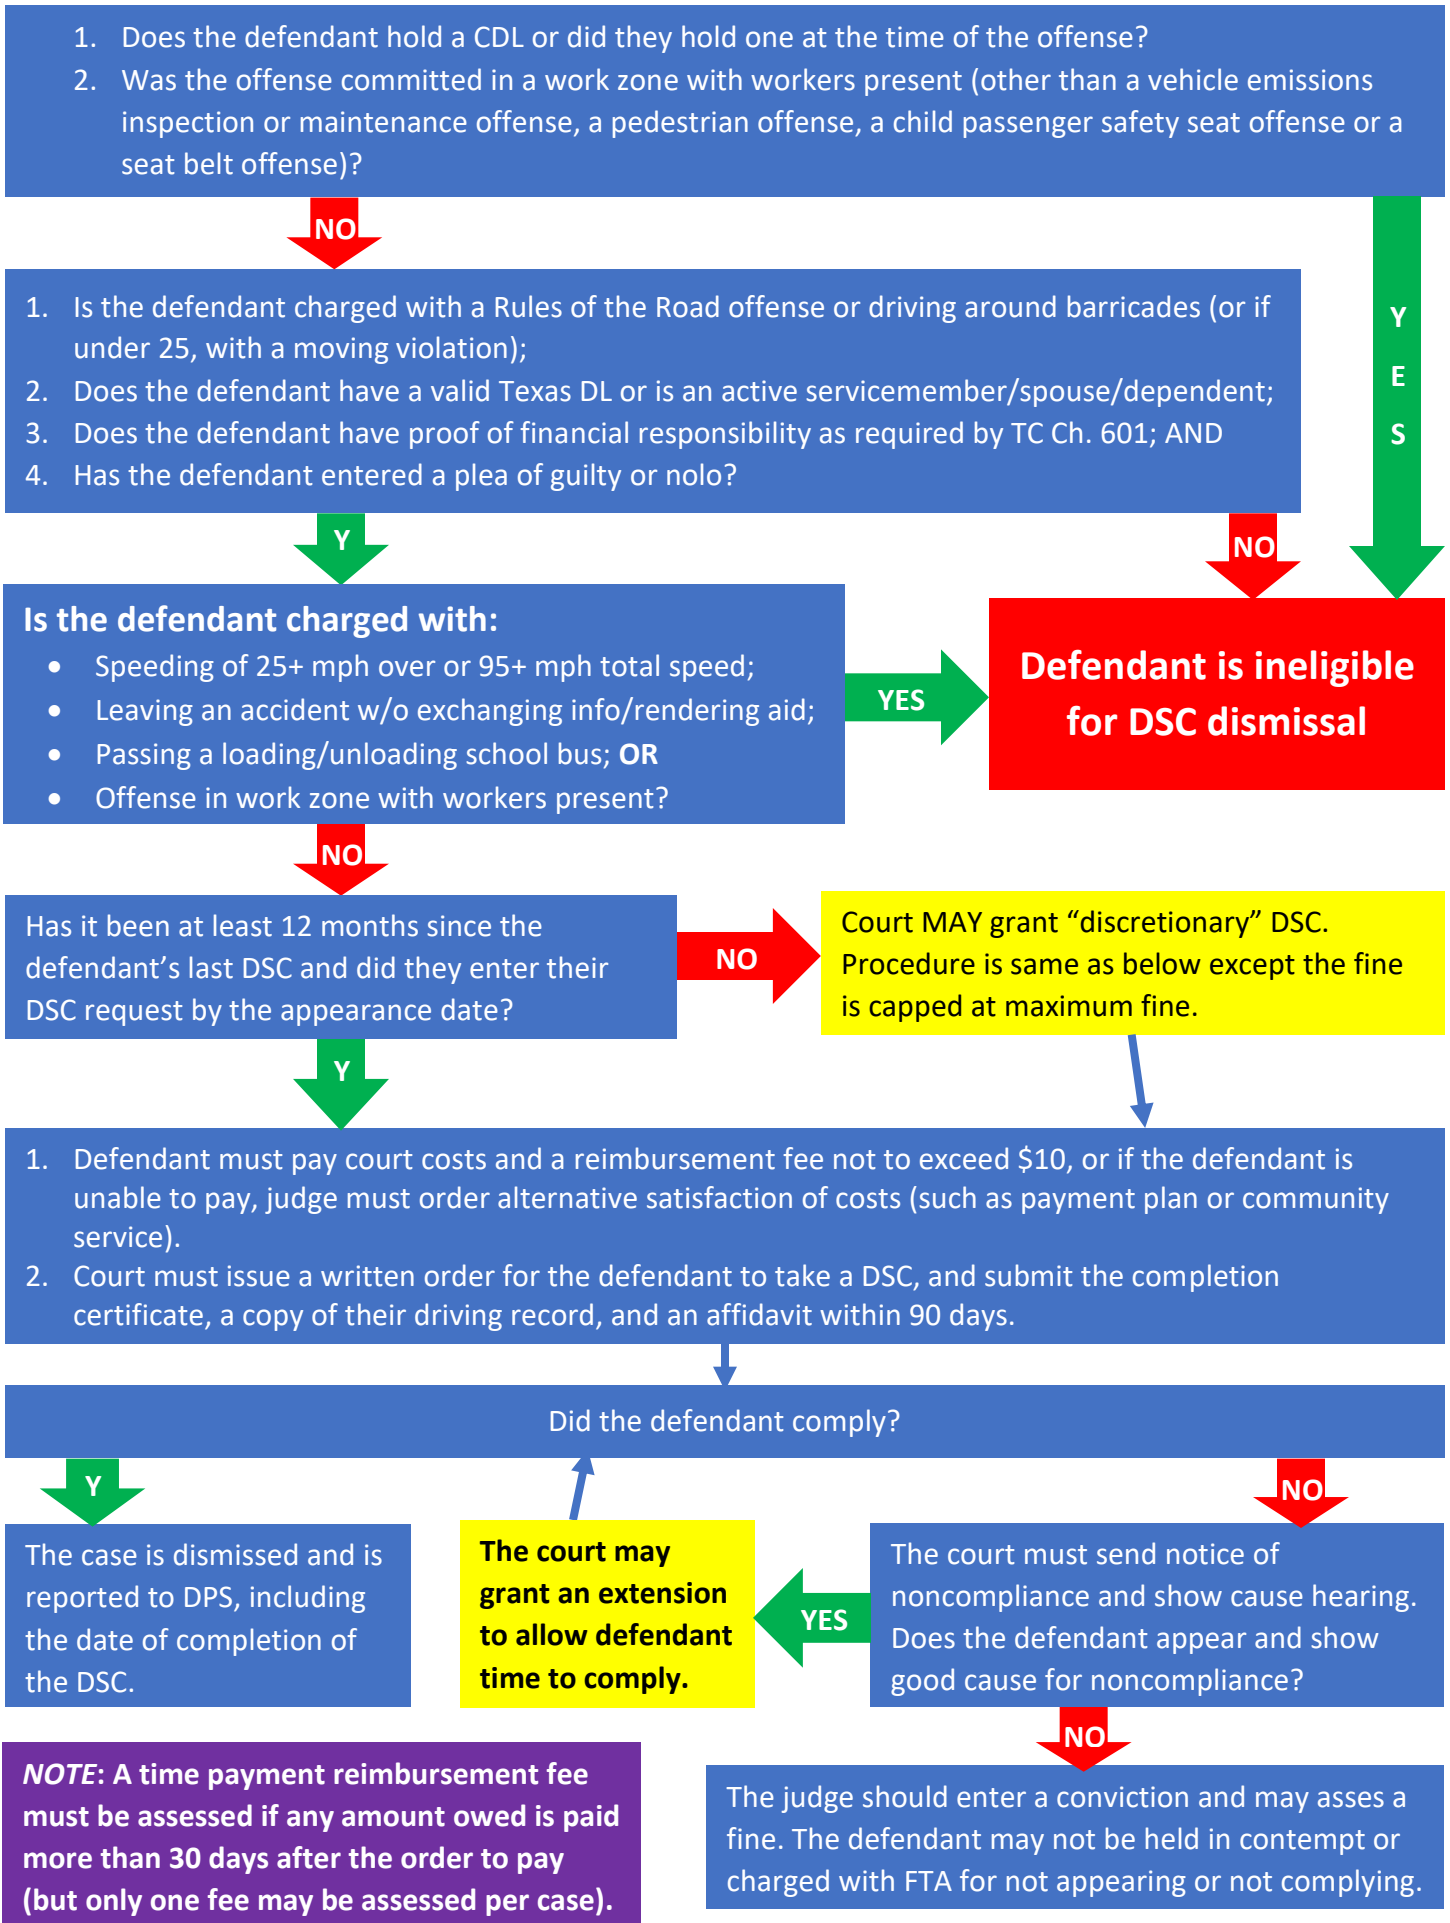 1. Does the defendant hold a CDL or did they hold one at the time of the offense?
2. Was the offense committed in a work zone with workers present (other than a vehicle emissions
inspection or maintenance offense, a pedestrian offense, a child passenger safety seat offense or a
seat belt offense)?
NO
Y
E
S
1. Is the defendant charged with a Rules of the Road offense or driving around barricades (or if
under 25, with a moving violation);
2. Does the defendant have a valid Texas DL or is an active servicemember/spouse/dependent;
3. Does the defendant have proof of financial responsibility as required by TC Ch. 601; AND
4. Has the defendant entered a plea of guilty or nolo?
Y
NO
Is the defendant charged with:
• Speeding of 25+ mph over or 95+ mph total speed;
• Leaving an accident w/o exchanging info/rendering aid;
• Passing a loading/unloading school bus; OR
• Offense in work zone with workers present?
YES
Defendant is ineligible
for DSC dismissal
NO
Has it been at least 12 months since the
defendant's last DSC and did they enter their
DSC request by the appearance date?
NO
Court MAY grant “discretionary” DSC.
Procedure is same as below except the fine
is capped at maximum fine.
Y
1. Defendant must pay court costs and a reimbursement fee not to exceed $10, or if the defendant is
unable to pay, judge must order alternative satisfaction of costs (such as payment plan or community
service).
2. Court must issue a written order for the defendant to take a DSC, and submit the completion
certificate, a copy of their driving record, and an affidavit within 90 days.
Did the defendant comply?
Y
NO
The case is dismissed and is
reported to DPS, including
the date of completion of
the DSC.
The court may
grant an extension
to allow defendant
time to comply.
YES
The court must send notice of
noncompliance and show cause hearing.
Does the defendant appear and show
good cause for noncompliance?
NO
NOTE: A time payment reimbursement fee
must be assessed if any amount owed is paid
more than 30 days after the order to pay
(but only one fee may be assessed per case).
The judge should enter a conviction and may asses a
fine. The defendant may not be held in contempt or
charged with FTA for not appearing or not complying.